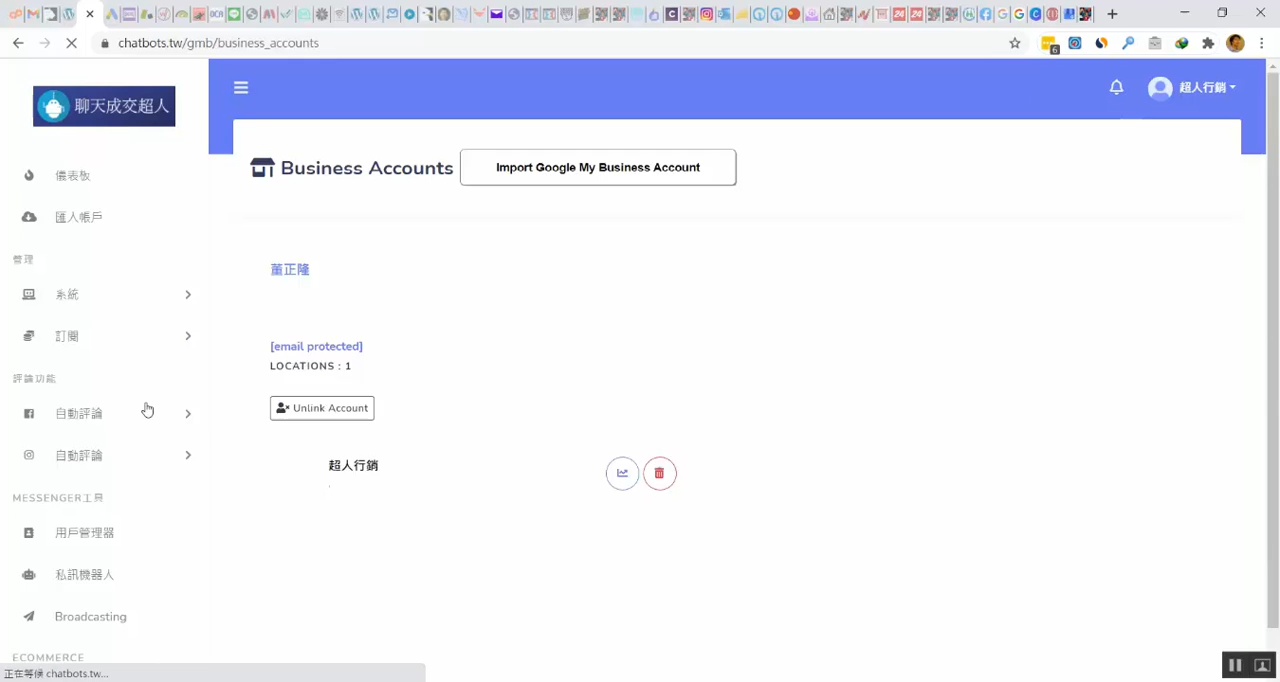 chatbots.tw/gmb/business_accounts
6
聊天成交超人
超人行銷
Business Accounts
Import Google My Business Account
儀表板
匯入帳戶
管理
系統
訂閱
評論功能
自動評論
自動評論
MESSENGER工具
用戶管理器
私訊機器人
Broadcasting
ECOMMERCE
董正隆
[email protected]
LOCATIONS : 1
Unlink Account
超人行銷
正在等候 chatbots.tw...